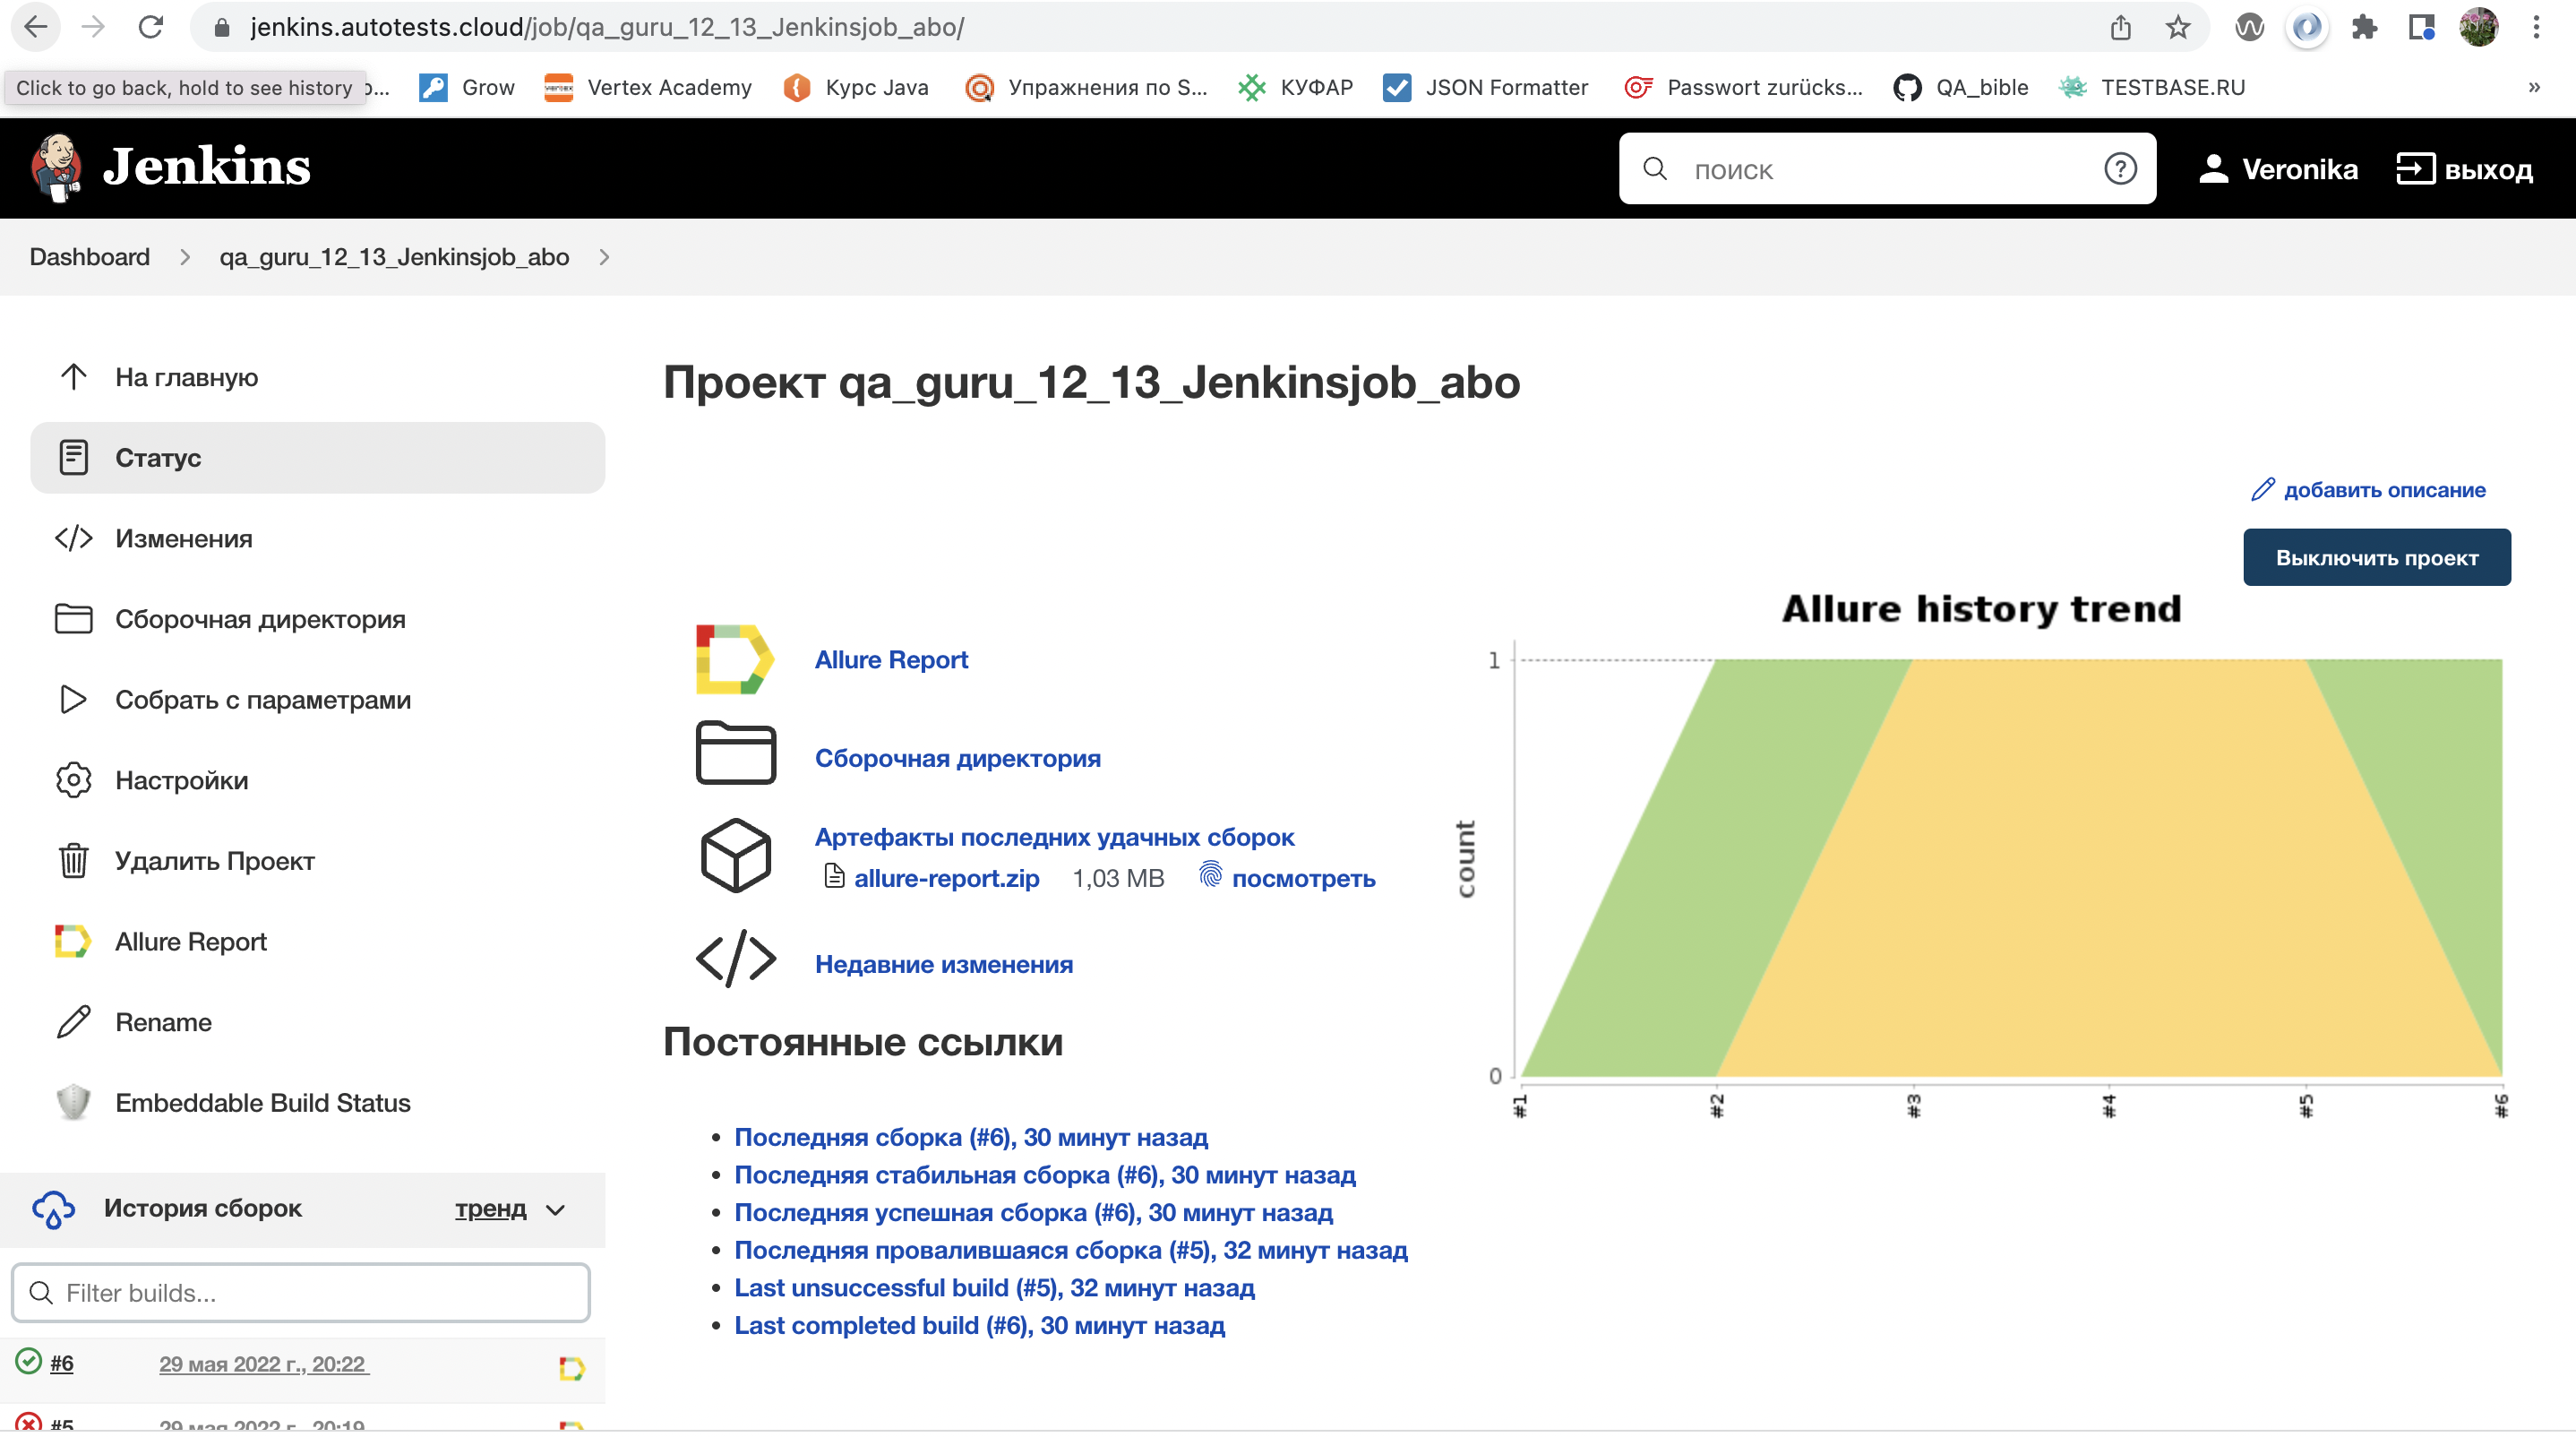 jenkins.autotests.cloud/job/qa_guru_12_13_Jenkinsjob_abo/
Click to go back, hold to see history
Grow
Vertex Academy
Курс Java
Упражнения по S...
КУФАР
JSON Formatter
Passwort zurücks...
QA_bible
TESTBASE.RU
»
Jenkins
поиск
Veronika
выход
Dashboard
qa_guru_12_13_Jenkinsjob_abo
На главную
Статус
Изменения
Сборочная директория
Собрать с параметрами
Настройки
Удалить Проект
Allure Report
Rename
Embeddable Build Status
История сборок
тренд
Filter builds...
#6
29 мая 2022 г., 20:22
#5
29 мая 2022 г., 20:19
Проект qa_guru_12_13_Jenkinsjob_abo
добавить описание
Выключить проект
Allure Report
Сборочная директория
Артефакты последних удачных сборок
allure-report.zip 1,03 MB посмотреть
Недавние изменения
Постоянные ссылки
• Последняя сборка (#6), 30 минут назад
• Последняя стабильная сборка (#6), 30 минут назад
• Последняя успешная сборка (#6), 30 минут назад
• Последняя провалившаяся сборка (#5), 32 минут назад
• Last unsuccessful build (#5), 32 минут назад
• Last completed build (#6), 30 минут назад
Allure history trend
1
count
0
#1 #2 #3 #4 #5 #6